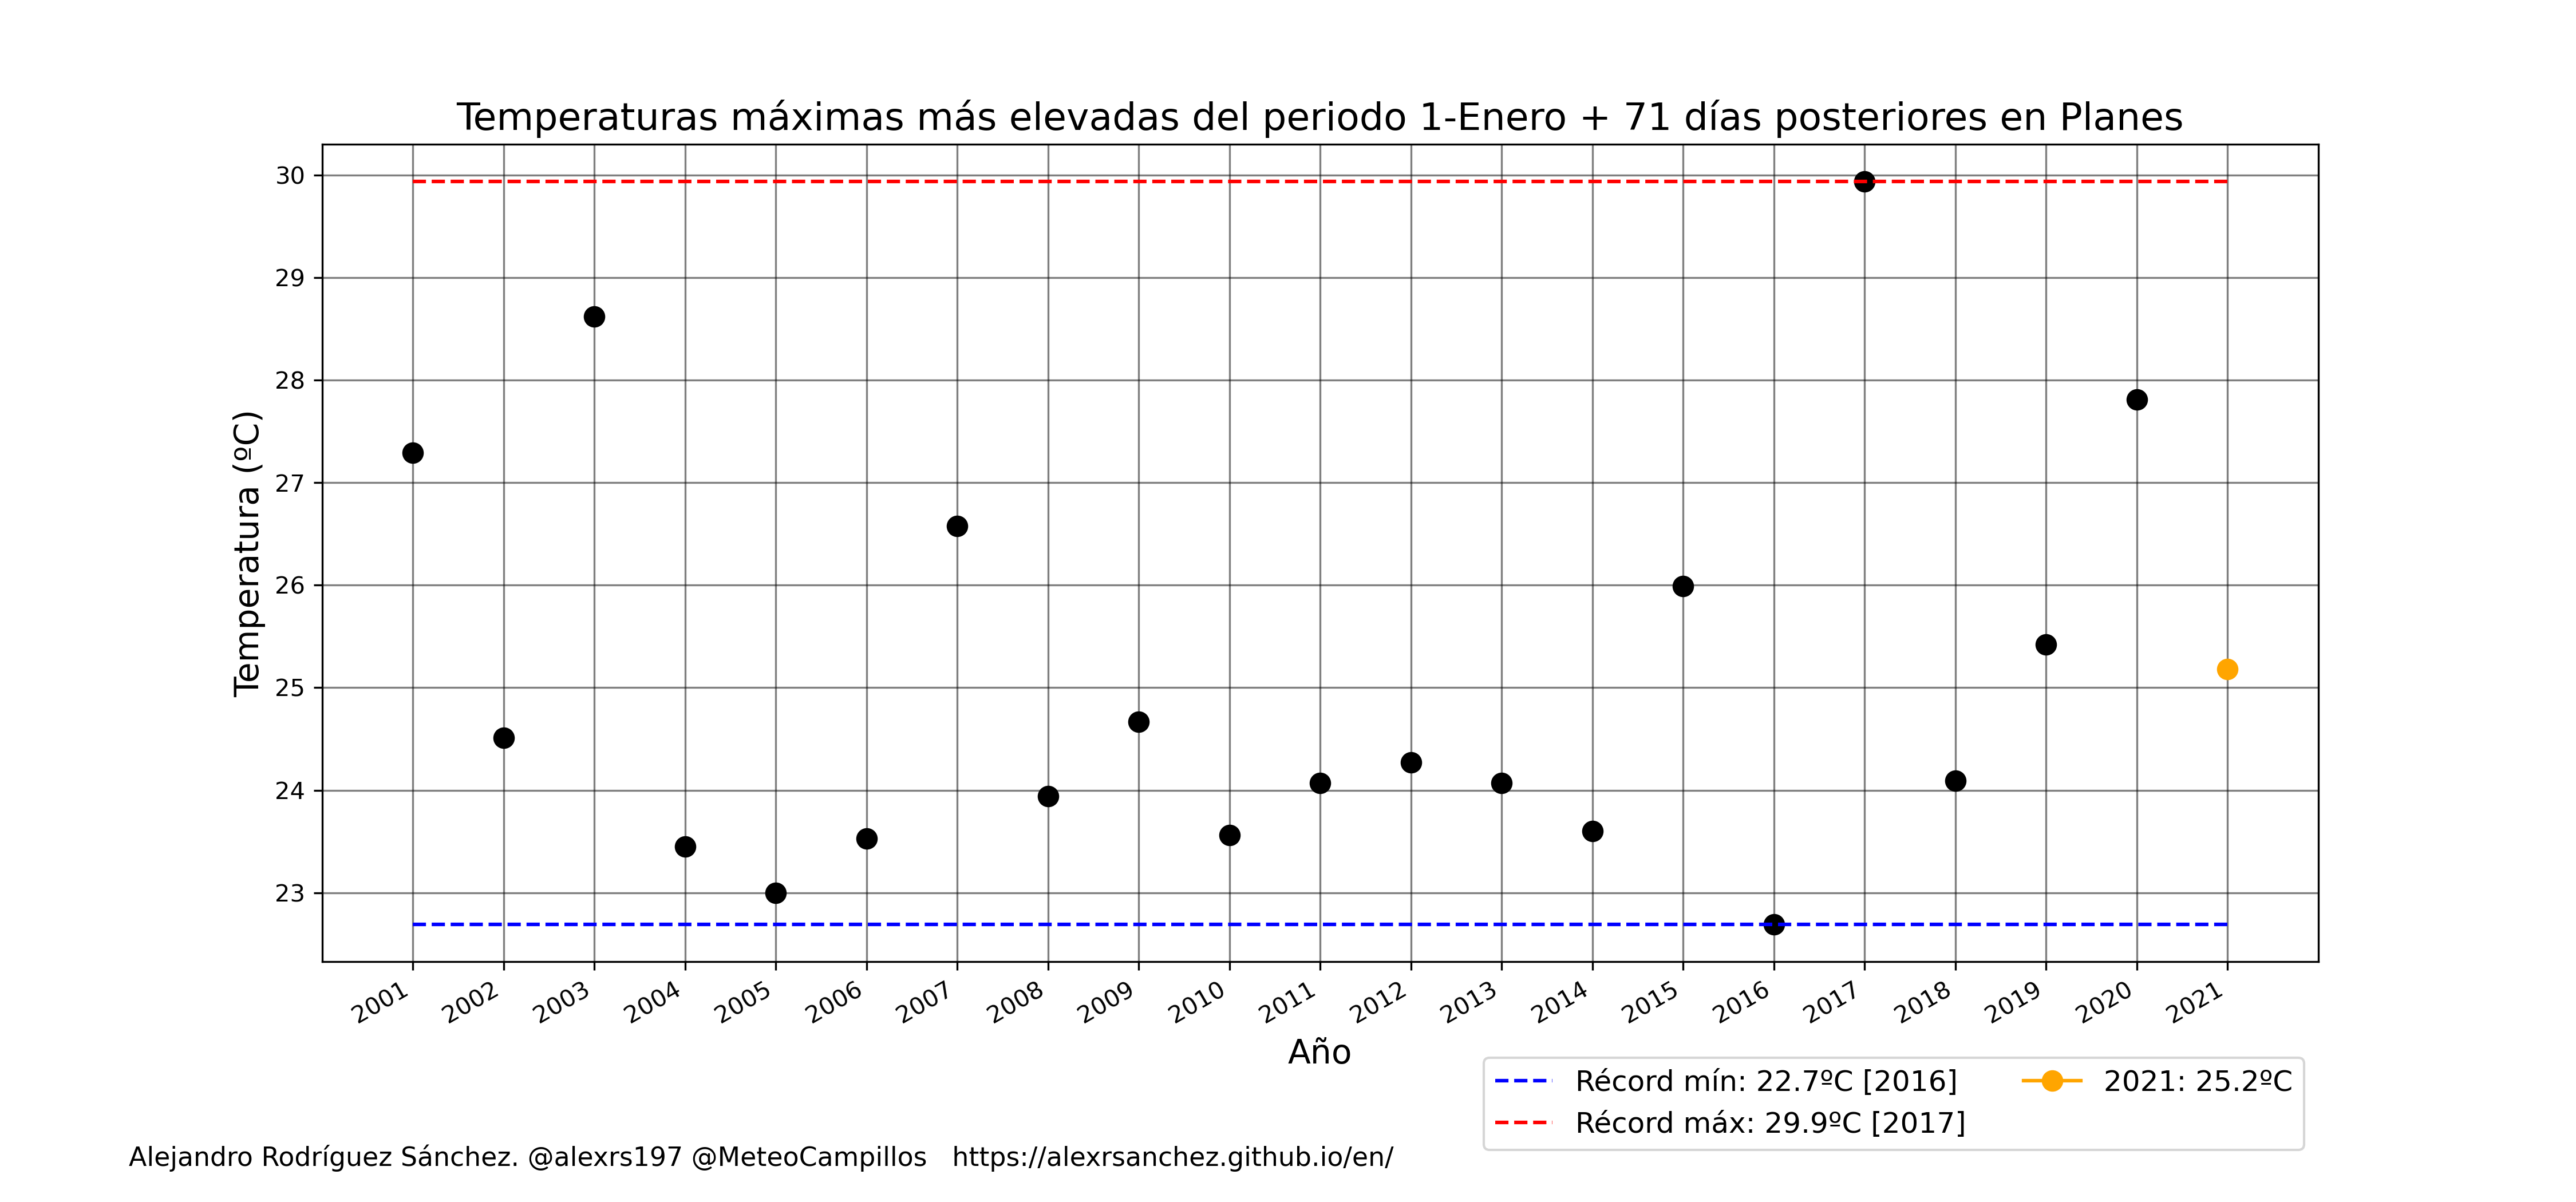 Temperaturas máximas más elevadas del periodo 1-Enero + 71 días posteriores en Planes
Temperatura (ºC)
30
29
28
27
26
25
24
23
2001 2002 2003 2004 2005 2006 2007 2008 2009 2010 2011 2012 2013 2014 2015 2016 2017 2018 2019 2020 2021
Año
Récord mín: 22.7ºC [2016]
Récord máx: 29.9ºC [2017]
2021: 25.2ºC
Alejandro Rodríguez Sánchez. @alexrs197 @MeteoCampillos https://alexrsanchez.github.io/en/